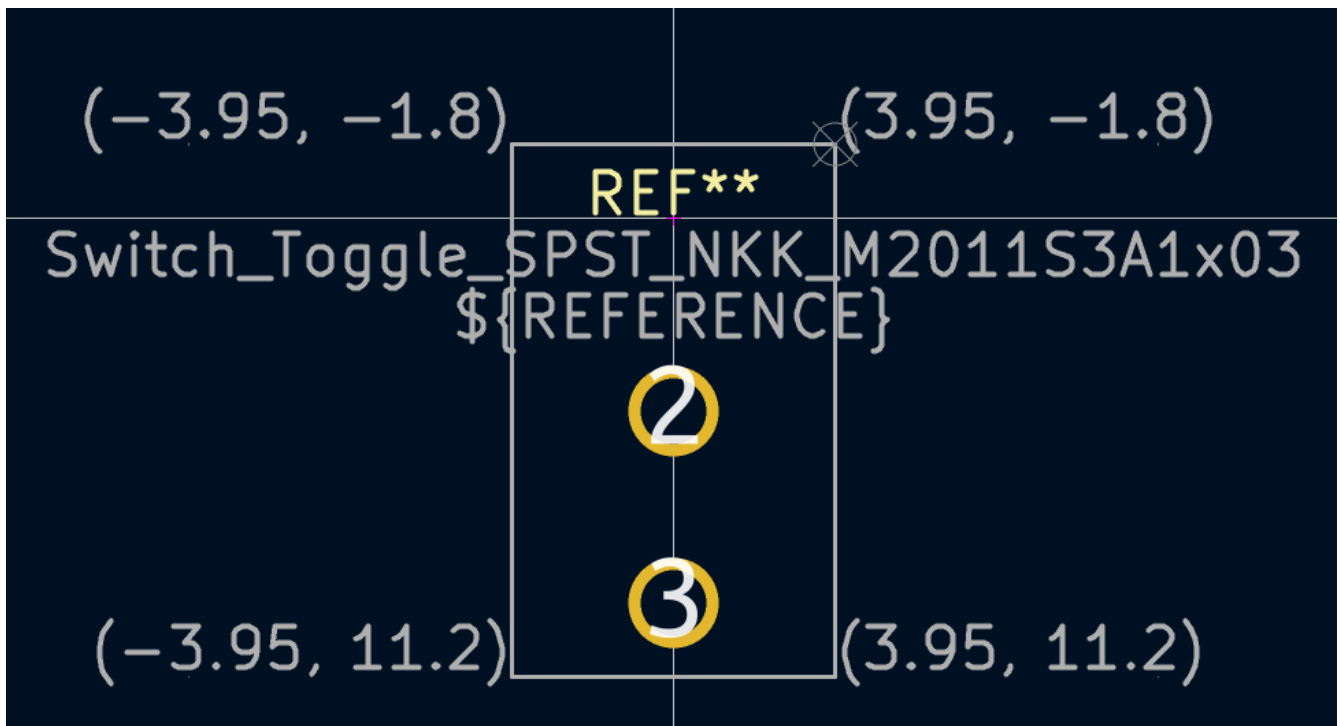 (−3.95, −1.8) (3.95, −1.8)
REF**
Switch_Toggle_SPST_NKK_M2011S3A1x03
${REFERENCE}
2
3
(−3.95, 11.2) (3.95, 11.2)